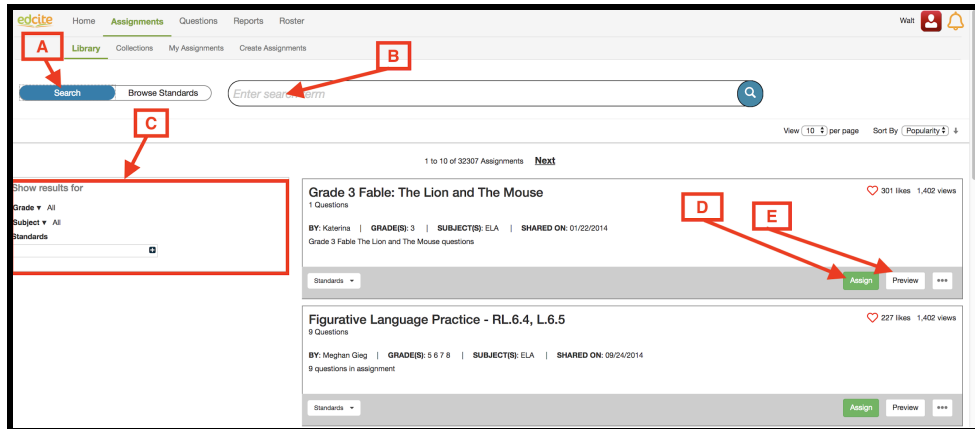 edcite Home Assignments Questions Reports Roster Walt
A Library Collections My Assignments Create Assignments
B
Search Browse Standards Enter search term
C
View 10 per page Sort By Popularity
1 to 10 of 32307 Assignments Next
Show results for
Grade ▾ All
Subject ▾ All
Standards
Grade 3 Fable: The Lion and The Mouse 301 likes 1,402 views
1 Questions
D E
BY: Katerina | GRADE(S): 3 | SUBJECT(S): ELA | SHARED ON: 01/22/2014
Grade 3 Fable The Lion and The Mouse questions
Standards Assign Preview •••
Figurative Language Practice - RL.6.4, L.6.5 227 likes 1,402 views
9 Questions
BY: Meghan Gieg | GRADE(S): 5 6 7 8 | SUBJECT(S): ELA | SHARED ON: 09/24/2014
9 questions in assignment
Standards Assign Preview •••